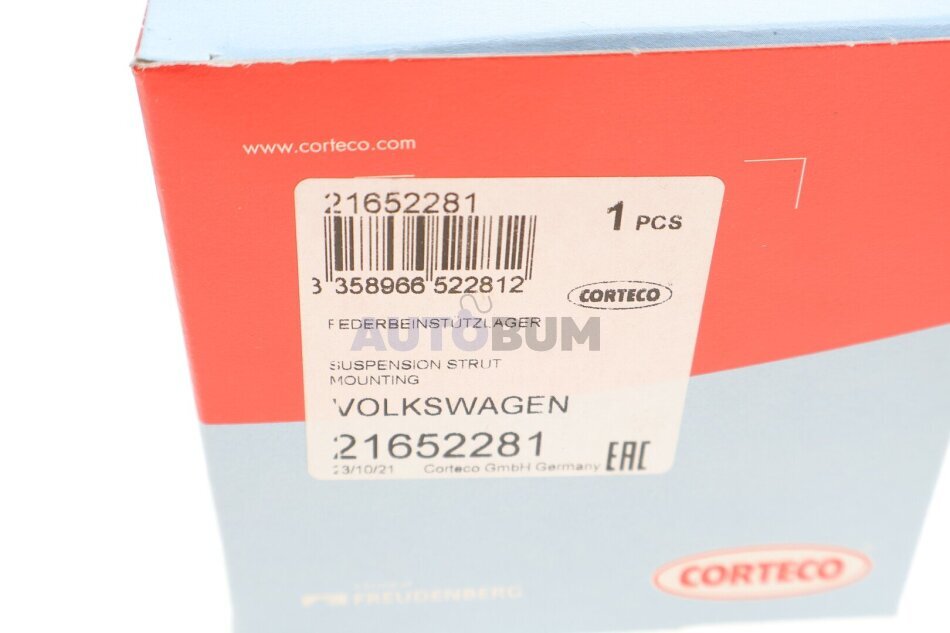 www.corteco.com
21652281
1 PCS
3 358966 522812
CORTECO
FEDERBEINSTÜTZLAGER
AUTOBUM
SUSPENSION STRUT
MOUNTING
VOLKSWAGEN
21652281
23/10/21 Corteco GmbH Germany EAC
CORTECO
FREUDENBERG